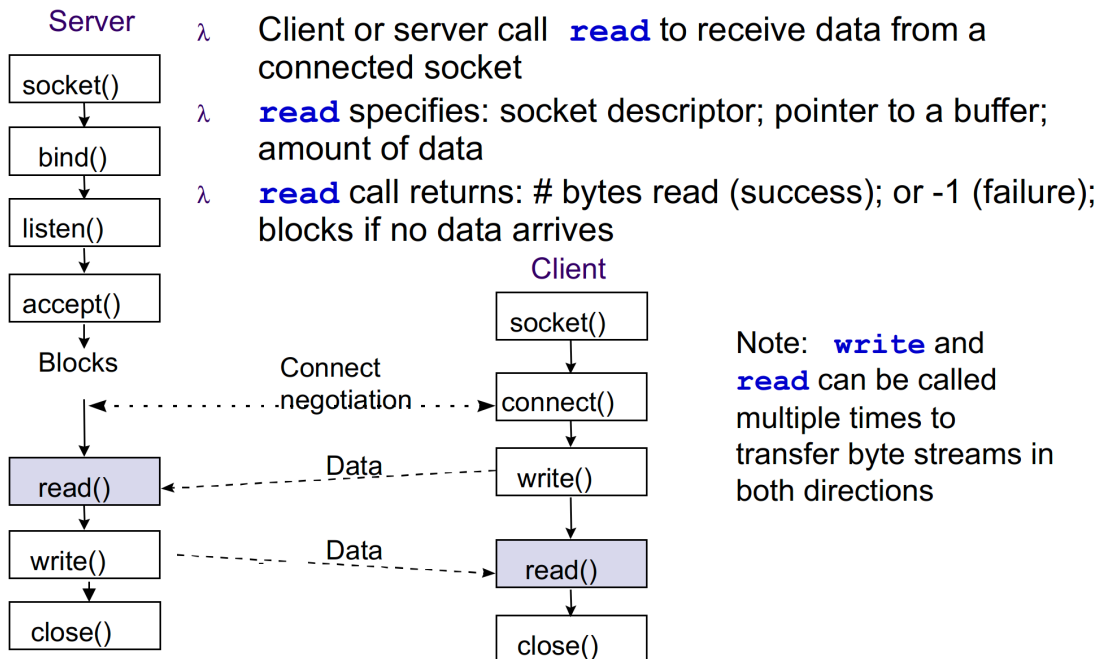 Server
λ Client or server call read to receive data from a
connected socket
λ read specifies: socket descriptor; pointer to a buffer;
amount of data
λ read call returns: # bytes read (success); or -1 (failure);
blocks if no data arrives
socket()
bind()
listen()
accept()
Blocks
read()
write()
close()
Connect
negotiation
Data
Data
Client
socket()
connect()
write()
read()
close()
Note: write and
read can be called
multiple times to
transfer byte streams in
both directions